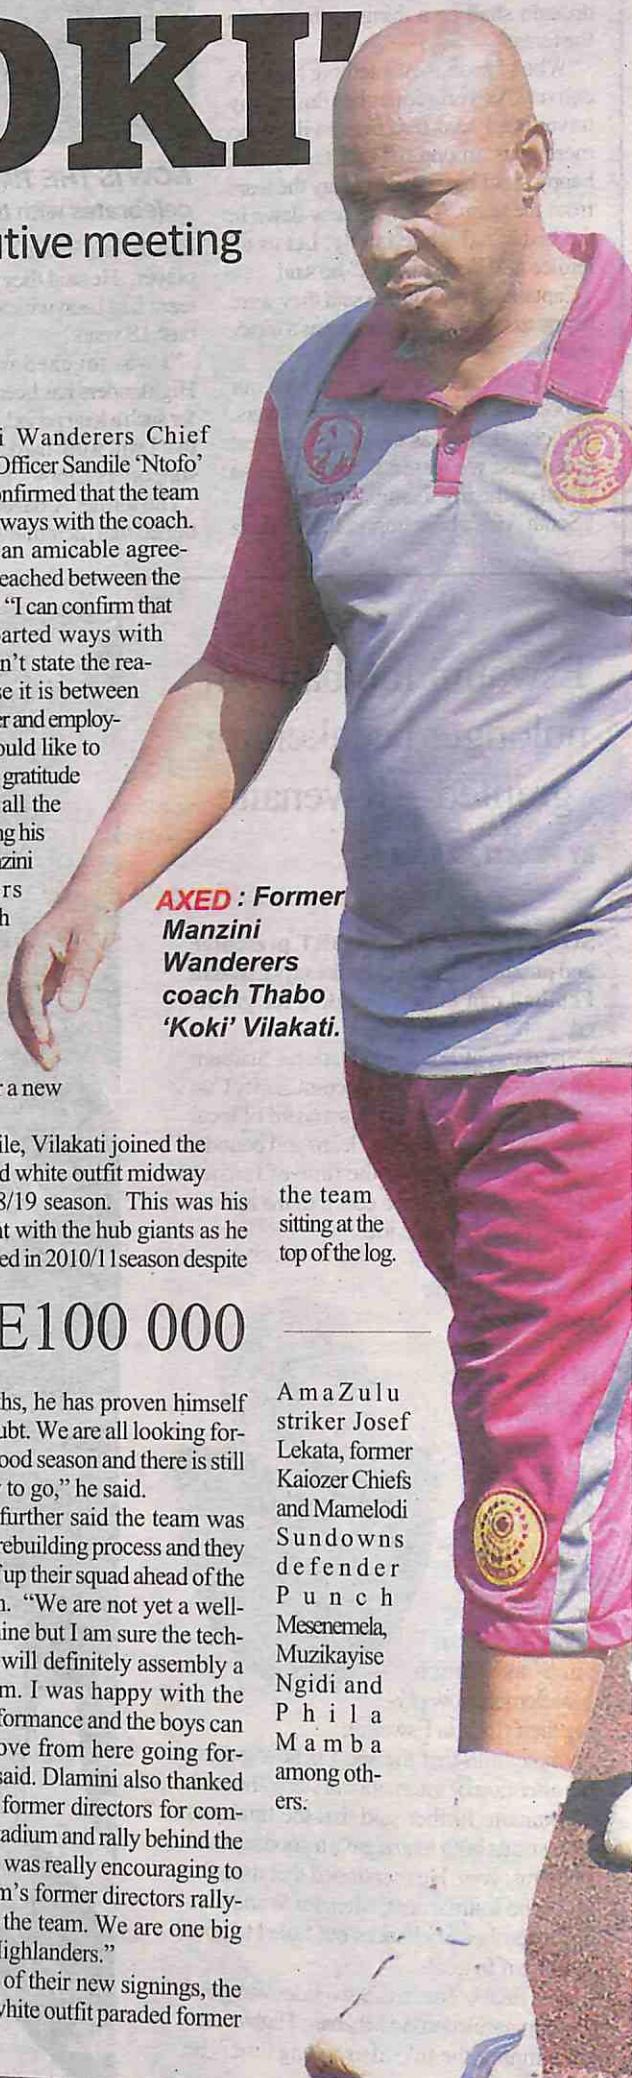 OKI'
tive meeting
i Wanderers Chief
Officer Sandile ‘Ntofo’
onfirmed that the team
ways with the coach.
an amicable agree-
eached between the
“I can confirm that
arted ways with
n’t state the rea-
se it is between
er and employ-
ould like to
gratitude
all the
ng his
zini
rs
h
AXED : Former
Manzini
Wanderers
coach Thabo
‘Koki’ Vilakati.
r a new
ile, Vilakati joined the
d white outfit midway
8/19 season. This was his
nt with the hub giants as he
ed in 2010/11season despite
the team
sitting at the
top of the log.
E100 000
hs, he has proven himself
ubt. We are all looking for-
ood season and there is still
to go,” he said.
further said the team was
rebuilding process and they
f up their squad ahead of the
n. “We are not yet a well-
ine but I am sure the tech-
will definitely assembly a
m. I was happy with the
formance and the boys can
ove from here going for-
said. Dlamini also thanked
former directors for com-
adium and rally behind the
was really encouraging to
m’s former directors rally-
the team. We are one big
Highlanders.”
of their new signings, the
white outfit paraded former
AmaZulu
striker Josef
Lekata, former
Kaiozer Chiefs
and Mamelodi
Sundowns
defender
Punch
Mesenemela,
Muzikayise
Ngidi and
Phila
Mamba
among oth-
ers.